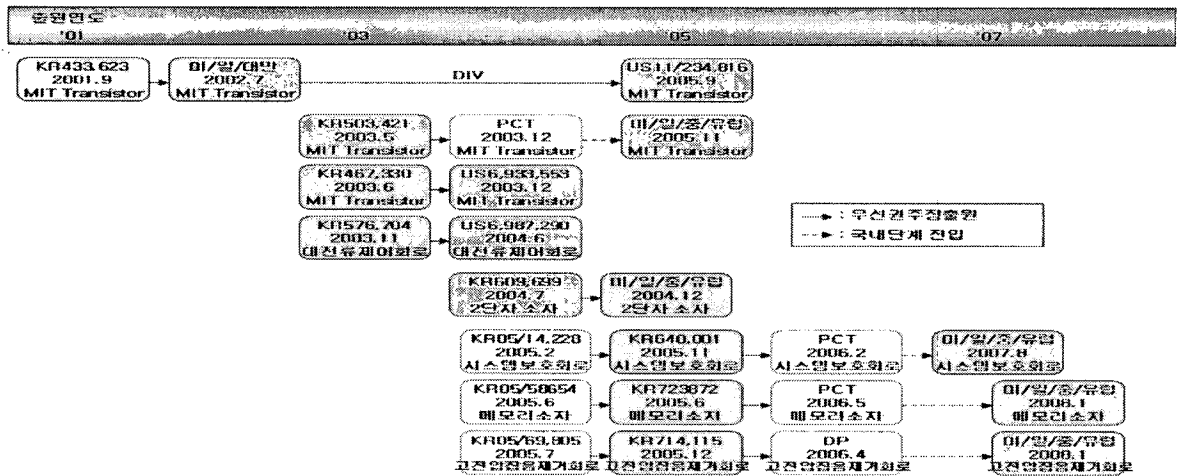 출원연도
'01 '03 '05 '07
KR433,623
2001.9
MIT Transistor
미/일/대만
2002.7
MIT Transistor
DIV
US11/234,816
2005.9
MIT Transistor
KR503,421
2003.5
MIT Transistor
PCT
2003.12
MIT Transistor
미/일/중/유럽
2005.11
MIT Transistor
KR467,330
2003.6
MIT Transistor
US6,933,553
2003.12
MIT Transistor
KR576,704
2003.11
대전류제어회로
US6,987,290
2004.6
대전류제어회로
: 우선권주장출원
: 국내단계 진입
KR609,699
2004.7
2단자 소자
미/일/중/유럽
2004.12
2단자 소자
KR05/14,228
2005.2
시스템보호회로
KR640,001
2005.11
시스템보호회로
PCT
2006.2
시스템보호회로
미/일/중/유럽
2007.8
시스템보호회로
KR05/58654
2005.6
메모리소자
KR723872
2005.6
메모리소자
PCT
2006.5
메모리소자
미/일/중/유럽
2008.1
메모리소자
KR05/69,805
2005.7
고전압잡음제거회로
KR714,115
2005.12
고전압잡음제거회로
DP
2006.4
고전압잡음제거회로
미/일/중/유럽
2008.1
고전압잡음제거회로